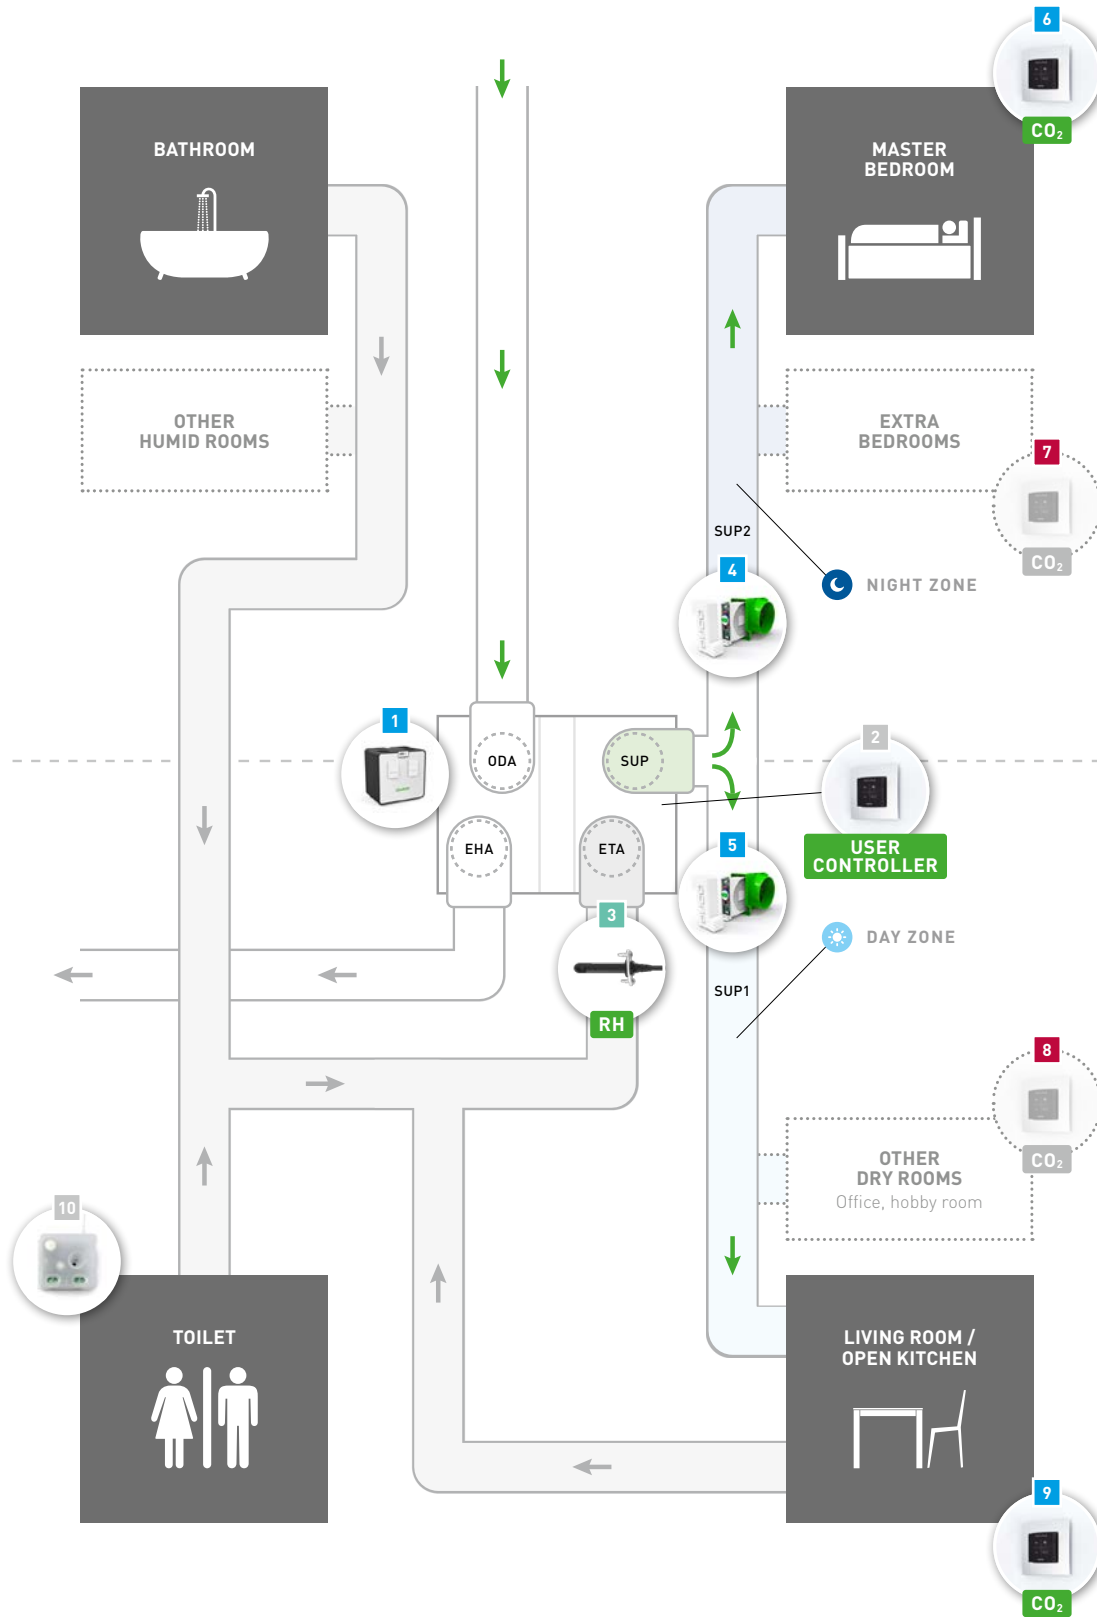 6
CO₂
BATHROOM
MASTER
BEDROOM
OTHER
HUMID ROOMS
EXTRA
BEDROOMS
7
CO₂
SUP2
4
NIGHT ZONE
1
2
ODA
SUP
USER
CONTROLLER
EHA
ETA
5
3
DAY ZONE
SUP1
RH
8
CO₂
OTHER
DRY ROOMS
Office, hobby room
10
TOILET
LIVING ROOM /
OPEN KITCHEN
9
CO₂